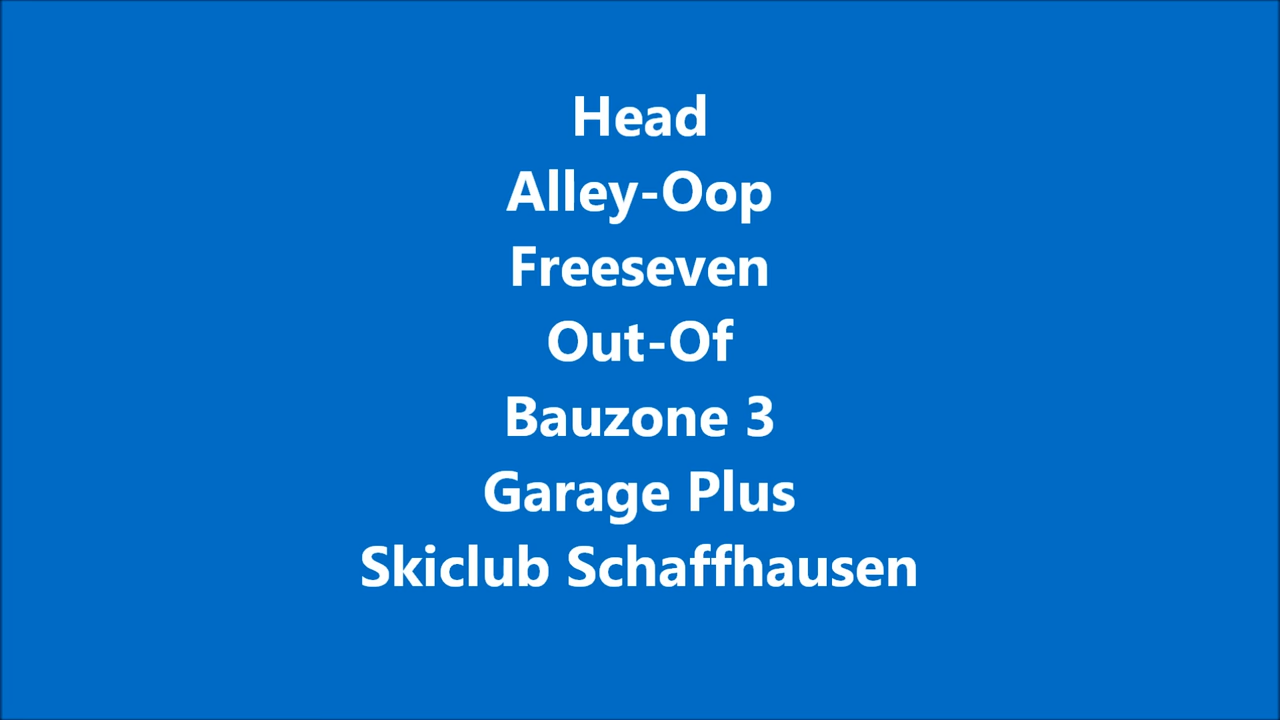 Head
Alley-Oop
Freeseven
Out-Of
Bauzone 3
Garage Plus
Skiclub Schaffhausen